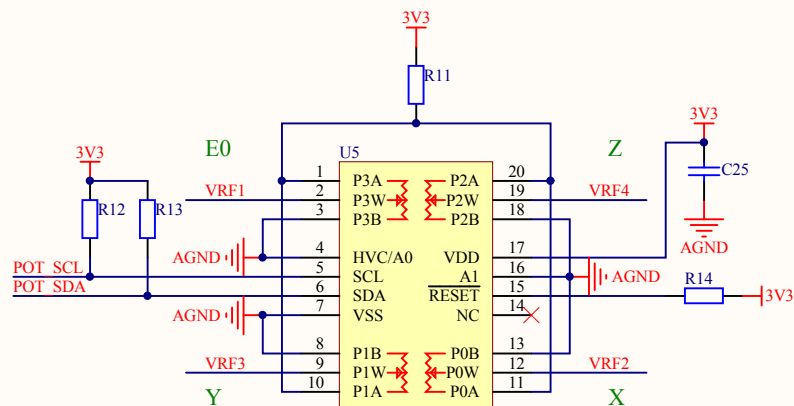 3V3
R11
3V3
E0
Z
3V3
U5
C25
1
P3A
P2A
20
VRF1
2
P3W
P2W
19
VRF4
R12
R13
3
P3B
P2B
18
AGND
AGND
4
HVC/A0
VDD
17
POT_SCL
5
SCL
A1
16
AGND
R14
POT_SDA
6
SDA
RESET
15
3V3
AGND
7
VSS
NC
14
8
P1B
P0B
13
VRF3
9
P1W
P0W
12
VRF2
10
P1A
P0A
11
Y
X